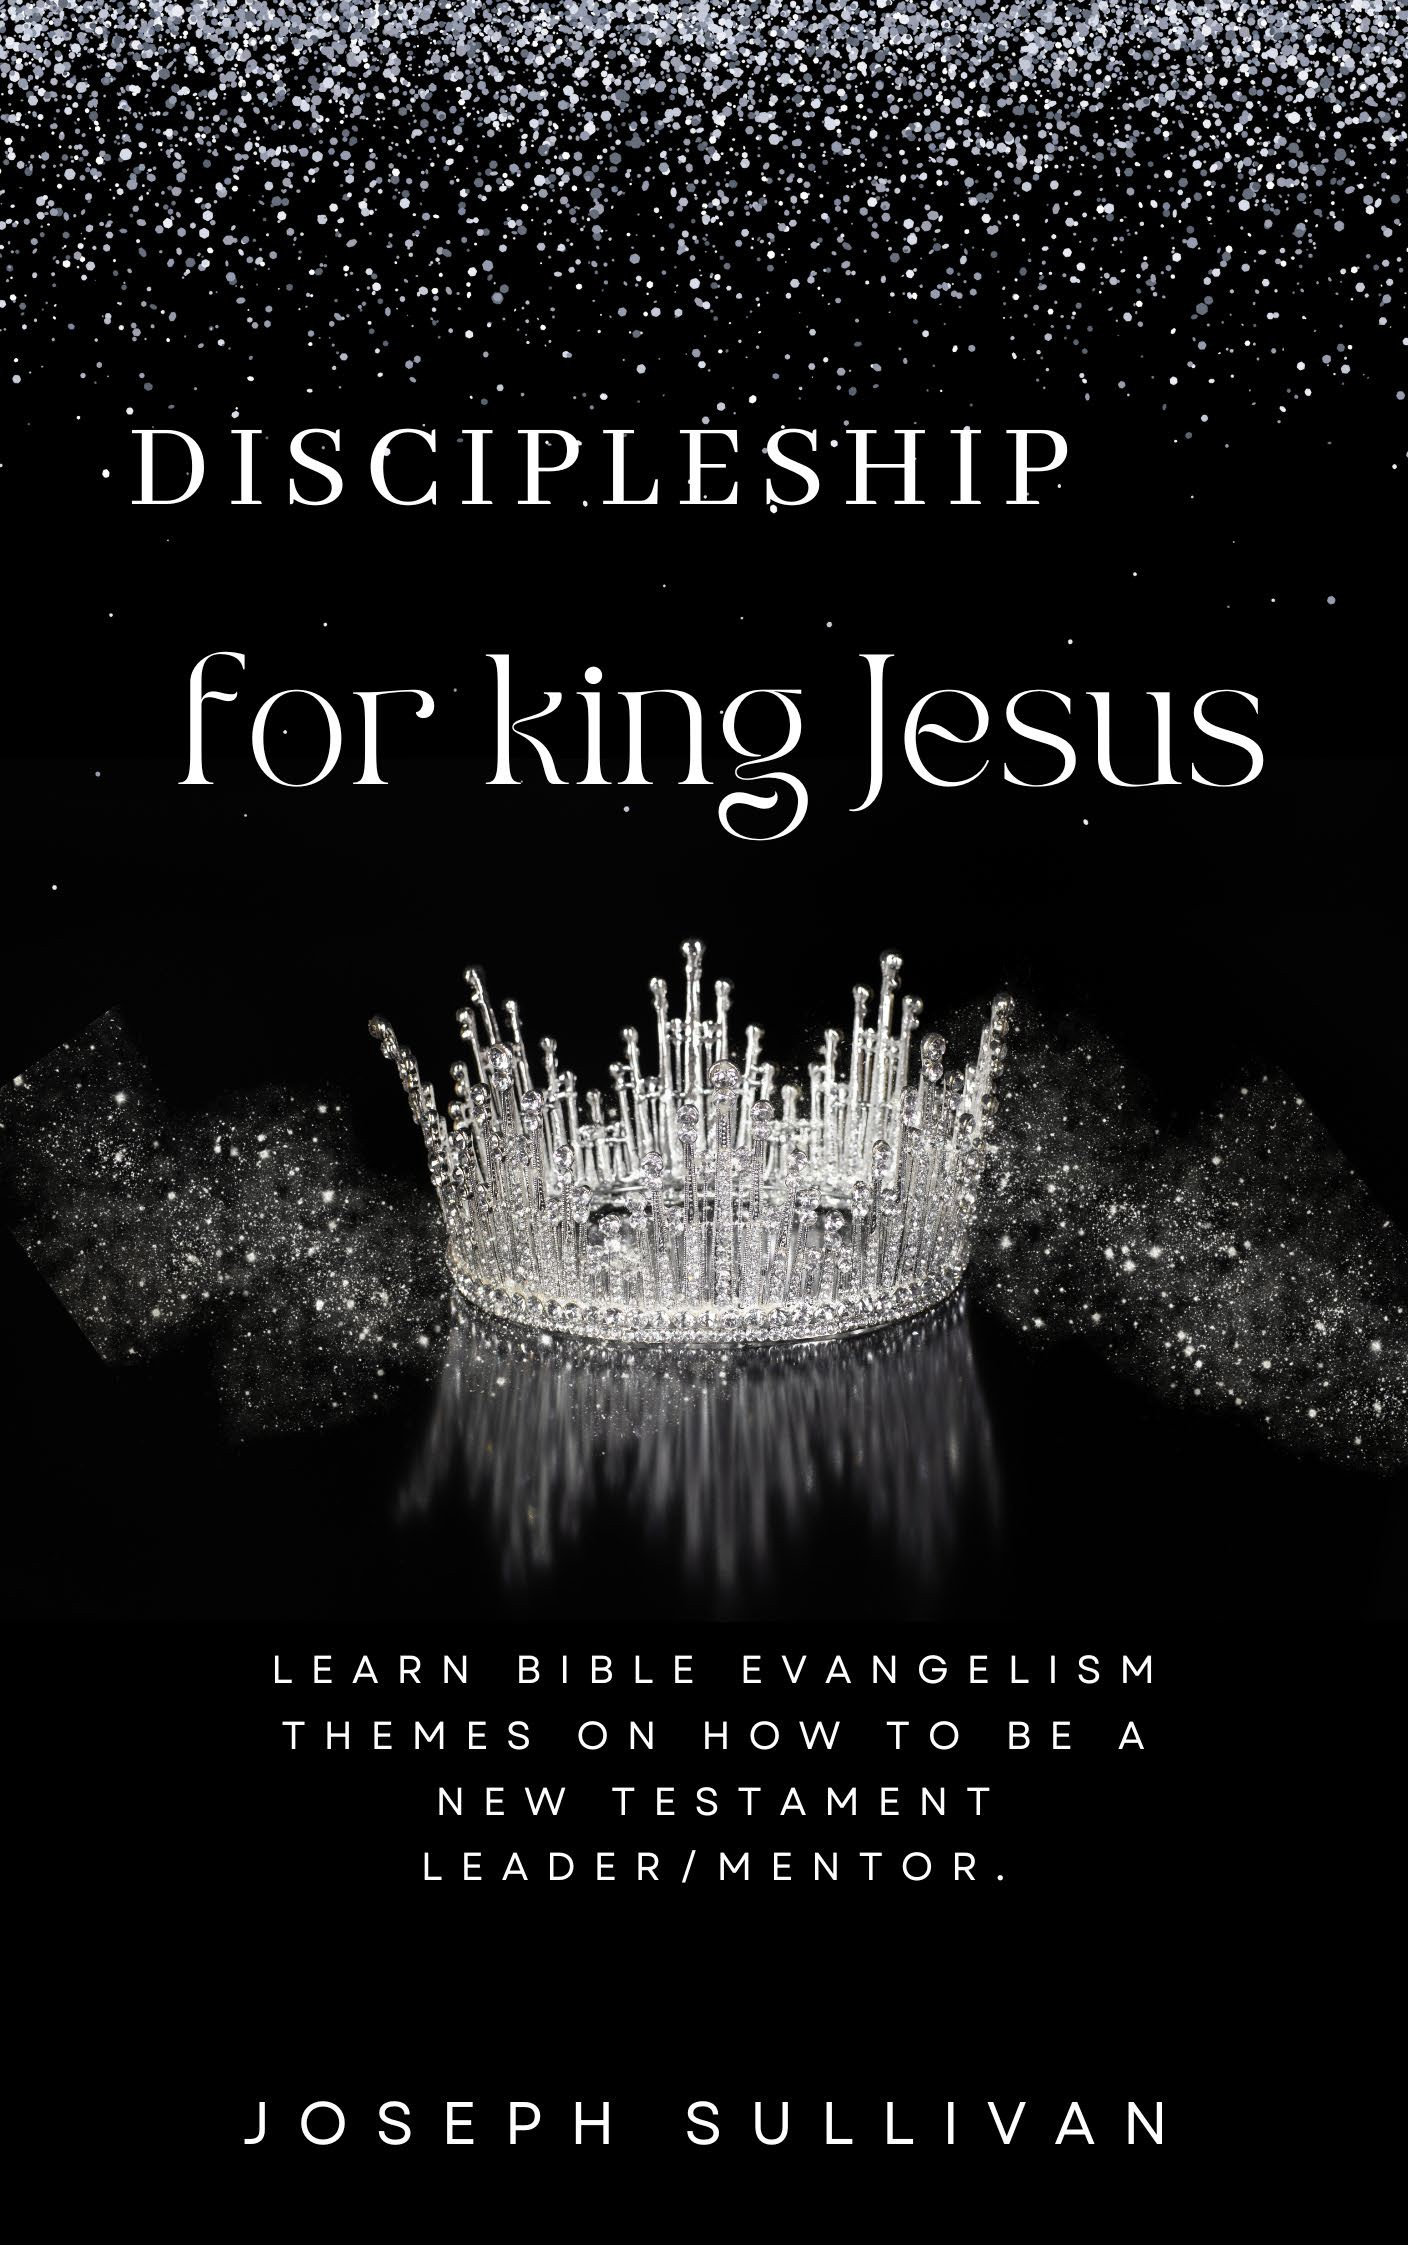 DISCIPLESHIP
for king Jesus
LEARN BIBLE EVANGELISM
THEMES ON HOW TO BE A
NEW TESTAMENT
LEADER/MENTOR.
JOSEPH SULLIVAN